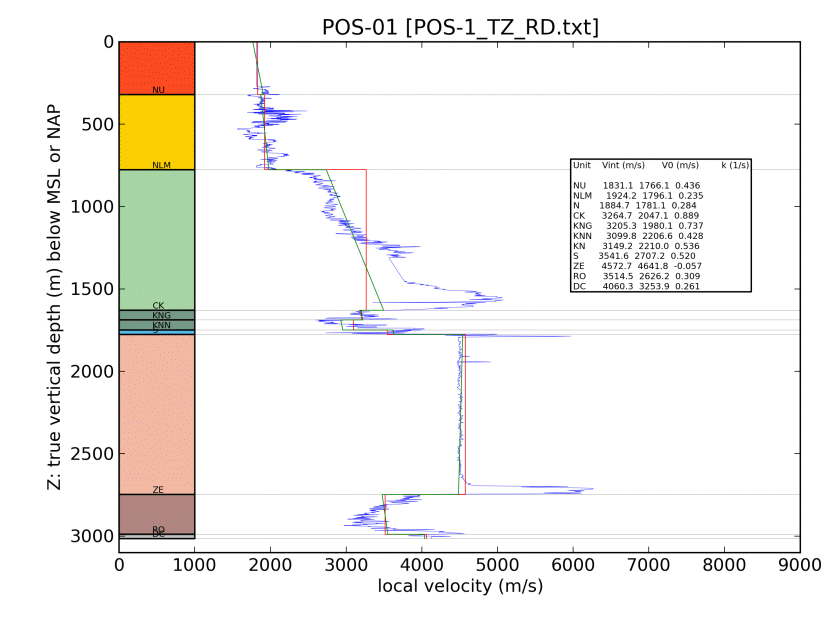 POS-01 [POS-1_TZ_RD.txt]
Z: true vertical depth (m) below MSL or NAP
0
500
1000
1500
2000
2500
3000
NU
NLM
CK
KNG
KNN
S
ZE
RO
DC
Unit Vint (m/s) V0 (m/s) k (1/s)
NU 1831.1 1766.1 0.436
NLM 1924.2 1796.1 0.235
N 1884.7 1781.1 0.284
CK 3264.7 2047.1 0.889
KNG 3205.3 1980.1 0.737
KNN 3099.8 2206.6 0.428
KN 3149.2 2210.0 0.536
S 3541.6 2707.2 0.520
ZE 4572.7 4641.8 -0.057
RO 3514.5 2626.2 0.309
DC 4060.3 3253.9 0.261
0 1000 2000 3000 4000 5000 6000 7000 8000 9000
local velocity (m/s)